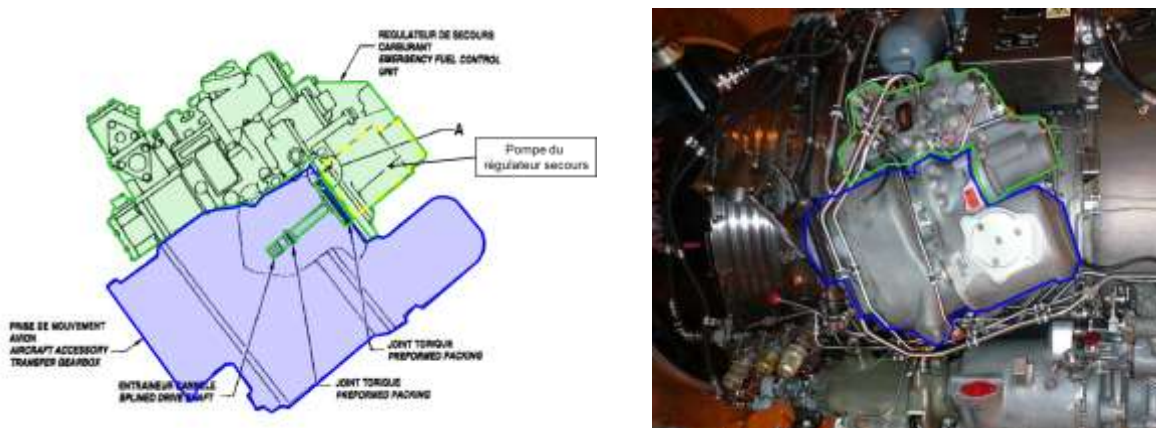 REGULATEUR DE SECOURS
CARBURANT
EMERGENCY FUEL CONTROL
UNIT
A
Pompe du
régulateur secours
PRISE DE MOUVEMENT
AVION
AIRCRAFT ACCESSORY
TRANSFER GEARBOX
JOINT TORIQUE
PREFORMED PACKING
ENTRAINEUR CANNELE
SPLINED DRIVE SHAFT
JOINT TORIQUE
PREFORMED PACKING